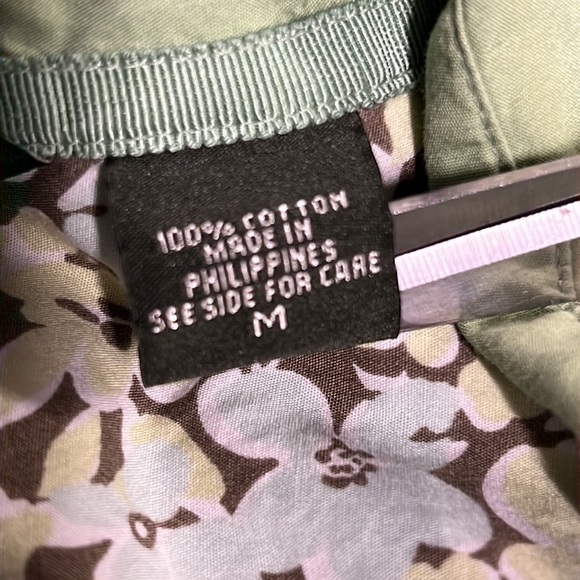 100% COTTON
MADE IN
PHILIPPINES
SEE SIDE FOR CARE
M